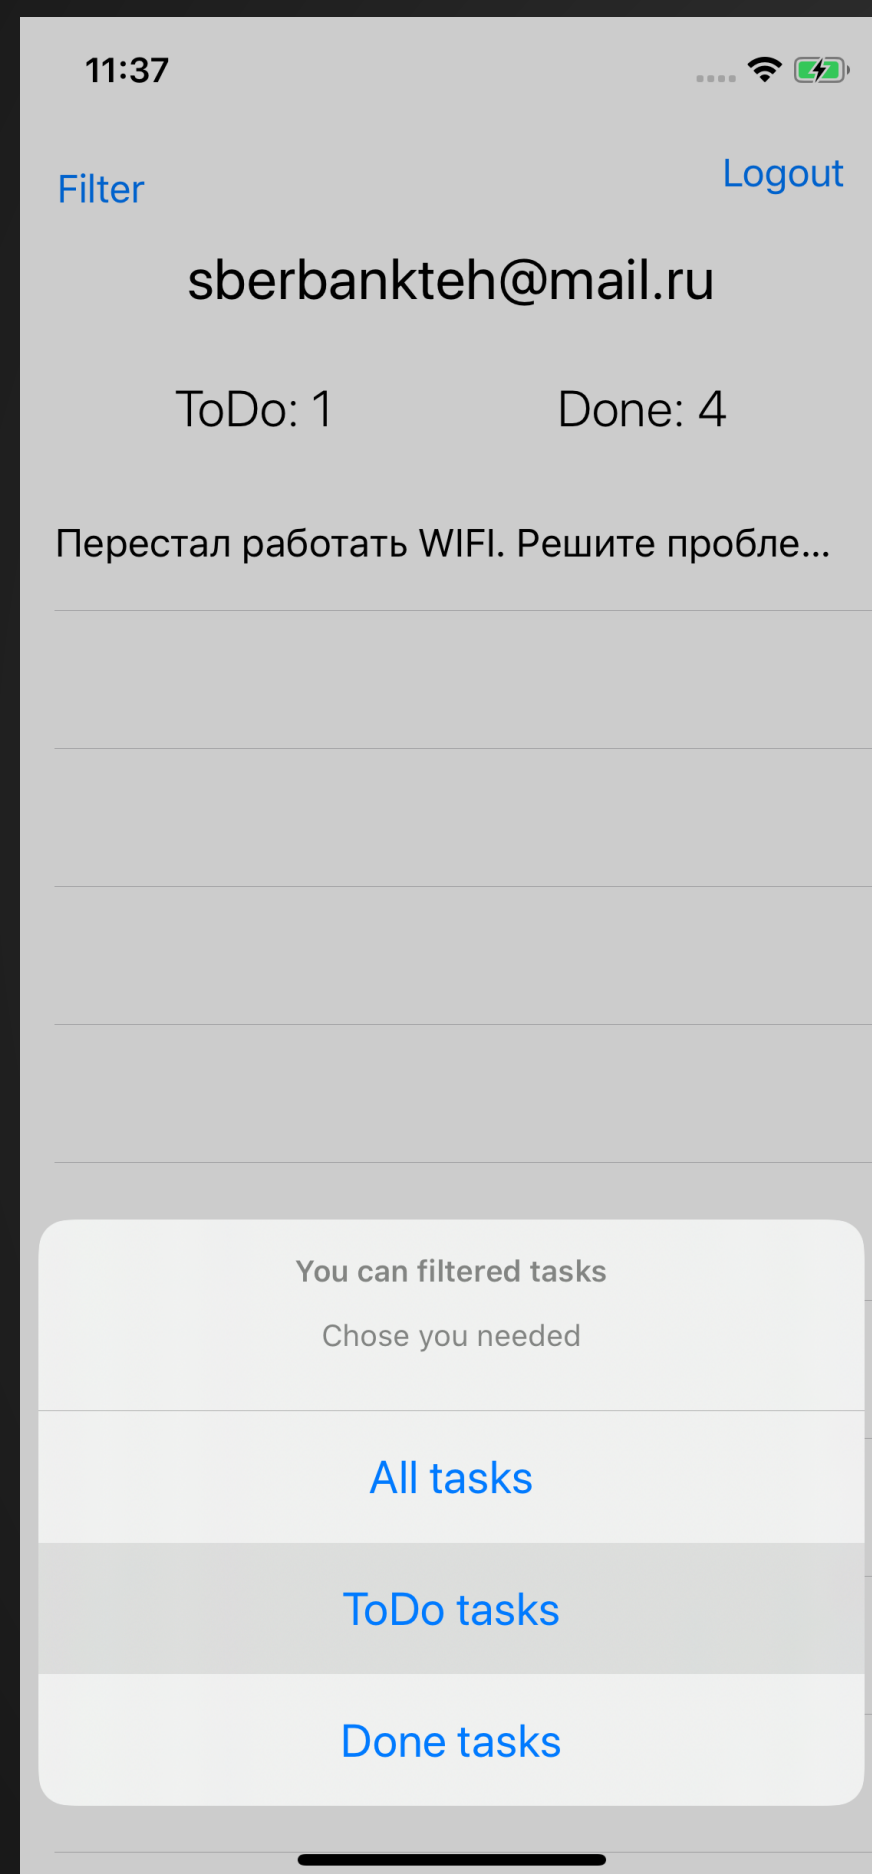 11:37
Filter
Logout
sberbankteh@mail.ru
ToDo: 1
Done: 4
Перестал работать WIFI. Решите пробле...
You can filtered tasks
Chose you needed
All tasks
ToDo tasks
Done tasks